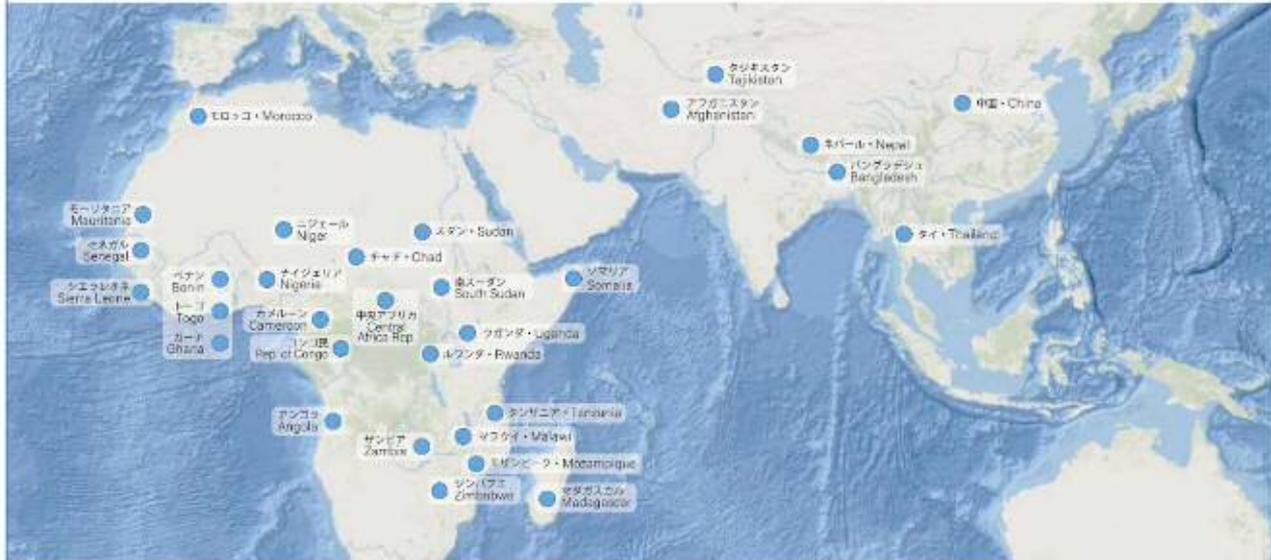 タジキスタン
Tajikistan
アフガニスタン
Afghanistan
中国・China
モロッコ・Morocco
ネパール・Nepal
バングラデシュ
Bangladesh
モーリタニア
Mauritania
ニジェール
Niger
スダン・Sudan
タイ・Thailand
セネガル
Senegal
チャド・Chad
ベナン
Benin
ナイジェリア
Nigeria
南スーダン
South Sudan
ソマリア
Somalia
シエラレオネ
Sierra Leone
トーゴ
Togo
カメルーン
Cameroon
中央アフリカ
Central
Africa Rep
ウガンダ・Uganda
ガーナ
Ghana
コンゴ民
Rep of Congo
ルワンダ・Rwanda
アンゴラ
Angola
タンザニア・Tanzania
ザンビア
Zambia
マラウイ・Malawi
モザンビーク・Mozampique
ジンバブエ
Zimbabwe
マダガスカル
Madagascar